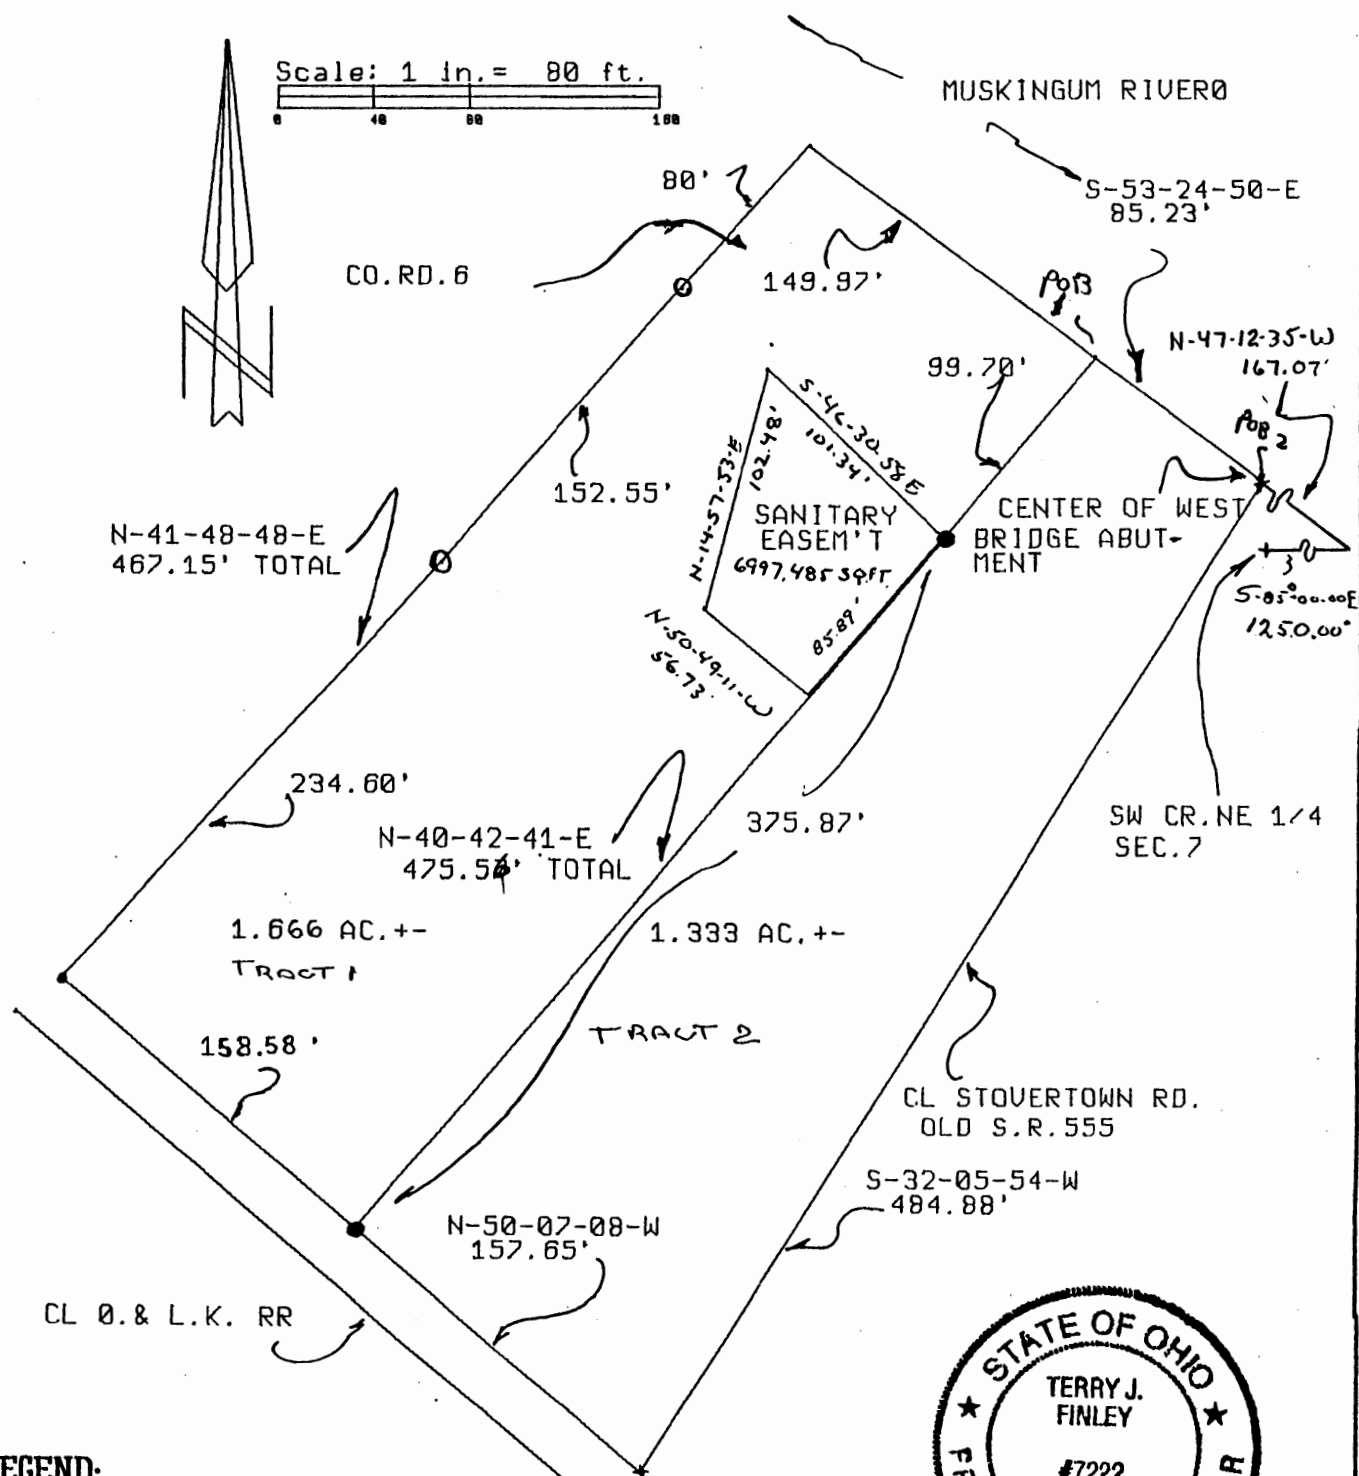 Scale: 1 in.= 80 ft.
0 40 80 160
MUSKINGUM RIVER0
80'
S-53-24-50-E
85.23'
CO.RD.6
149.97'
POB
N-47-12-35-W
167.07'
99.70'
POB 2
S-46-30-58E
101.34'
N-14-57-53-E
102.48'
152.55'
SANITARY
EASEM'T
6997.485 SQ.FT.
CENTER OF WEST
BRIDGE ABUT-
MENT
N-41-48-48-E
467.15' TOTAL
S-85°00.00E
1250.00'
85.89'
N-50-49-11-W
56.73'
234.60'
375.87'
SW CR.NE 1/4
SEC.7
N-40-42-41-E
TOTAL
1.666 AC.+-
TRACT 1
1.333 AC.+-
TRACT 2
158.58'
CL STOVERTOWN RD.
OLD S.R.555
S-32-05-54-W
484.88'
N-50-07-08-W
157.65'
CL O.& L.K. RR
STATE OF OHIO
TERRY J.
FINLEY
#7222
EGEND: